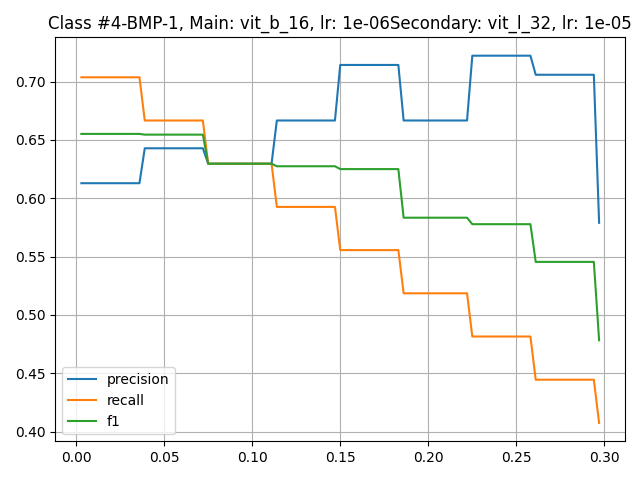 Class #4-BMP-1, Main: vit_b_16, lr: 1e-06Secondary: vit_l_32, lr: 1e-05
0.70
0.65
0.60
0.55
0.50
0.45
0.40
precision
recall
f1
0.00 0.05 0.10 0.15 0.20 0.25 0.30